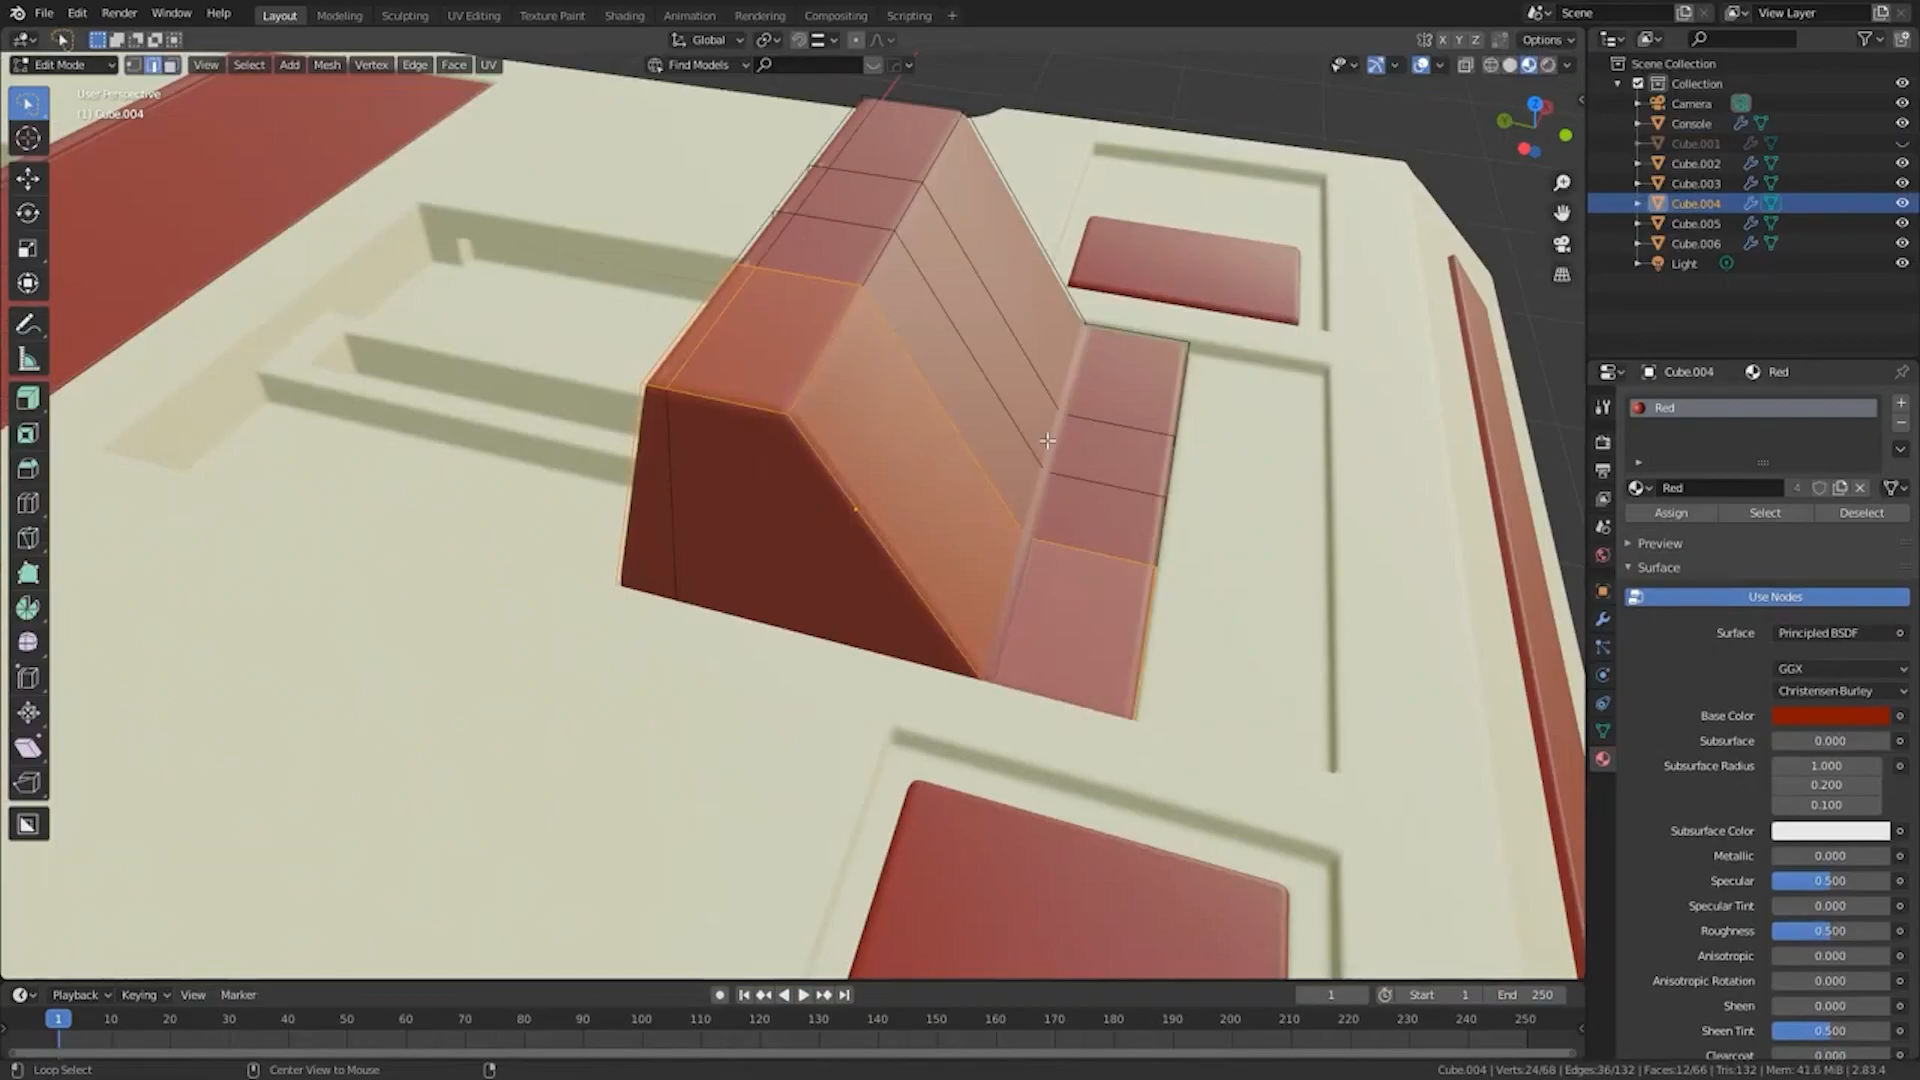 File Edit Render Window Help Layout Modeling Sculpting UV Editing Texture Paint Shading Animation Rendering Compositing Scripting + Scene View Layer
Global X Y Z Options
Edit Mode View Select Add Mesh Vertex Edge Face UV Find Models
User Perspective
(1) Cube.004
Z
Y
Scene Collection
Collection
Camera
Console
Cube.001
Cube.002
Cube.003
Cube.004
Cube.005
Cube.006
Light
Cube.004 Red
Red
Red 4
Assign Select Deselect
Preview
Surface
Use Nodes
Surface Principled BSDF
GGX
Christensen-Burley
Base Color
Subsurface 0.000
Subsurface Radius 1.000
0.200
0.100
Subsurface Color
Metallic 0.000
Specular 0.500
Specular Tint 0.000
Roughness 0.500
Anisotropic 0.000
Anisotropic Rotation 0.000
Sheen 0.000
Sheen Tint 0.500
Clearcoat 0.000
Playback Keying View Marker 1 Start 1 End 250
1 10 20 30 40 50 60 70 80 90 100 110 120 130 140 150 160 170 180 190 200 210 220 230 240 250
Loop Select Center View to Mouse Cube.004 | Verts:24/68 | Edges:36/132 | Faces:12/66 | Tris:132 | Mem: 41.6 MiB | 2.83.4